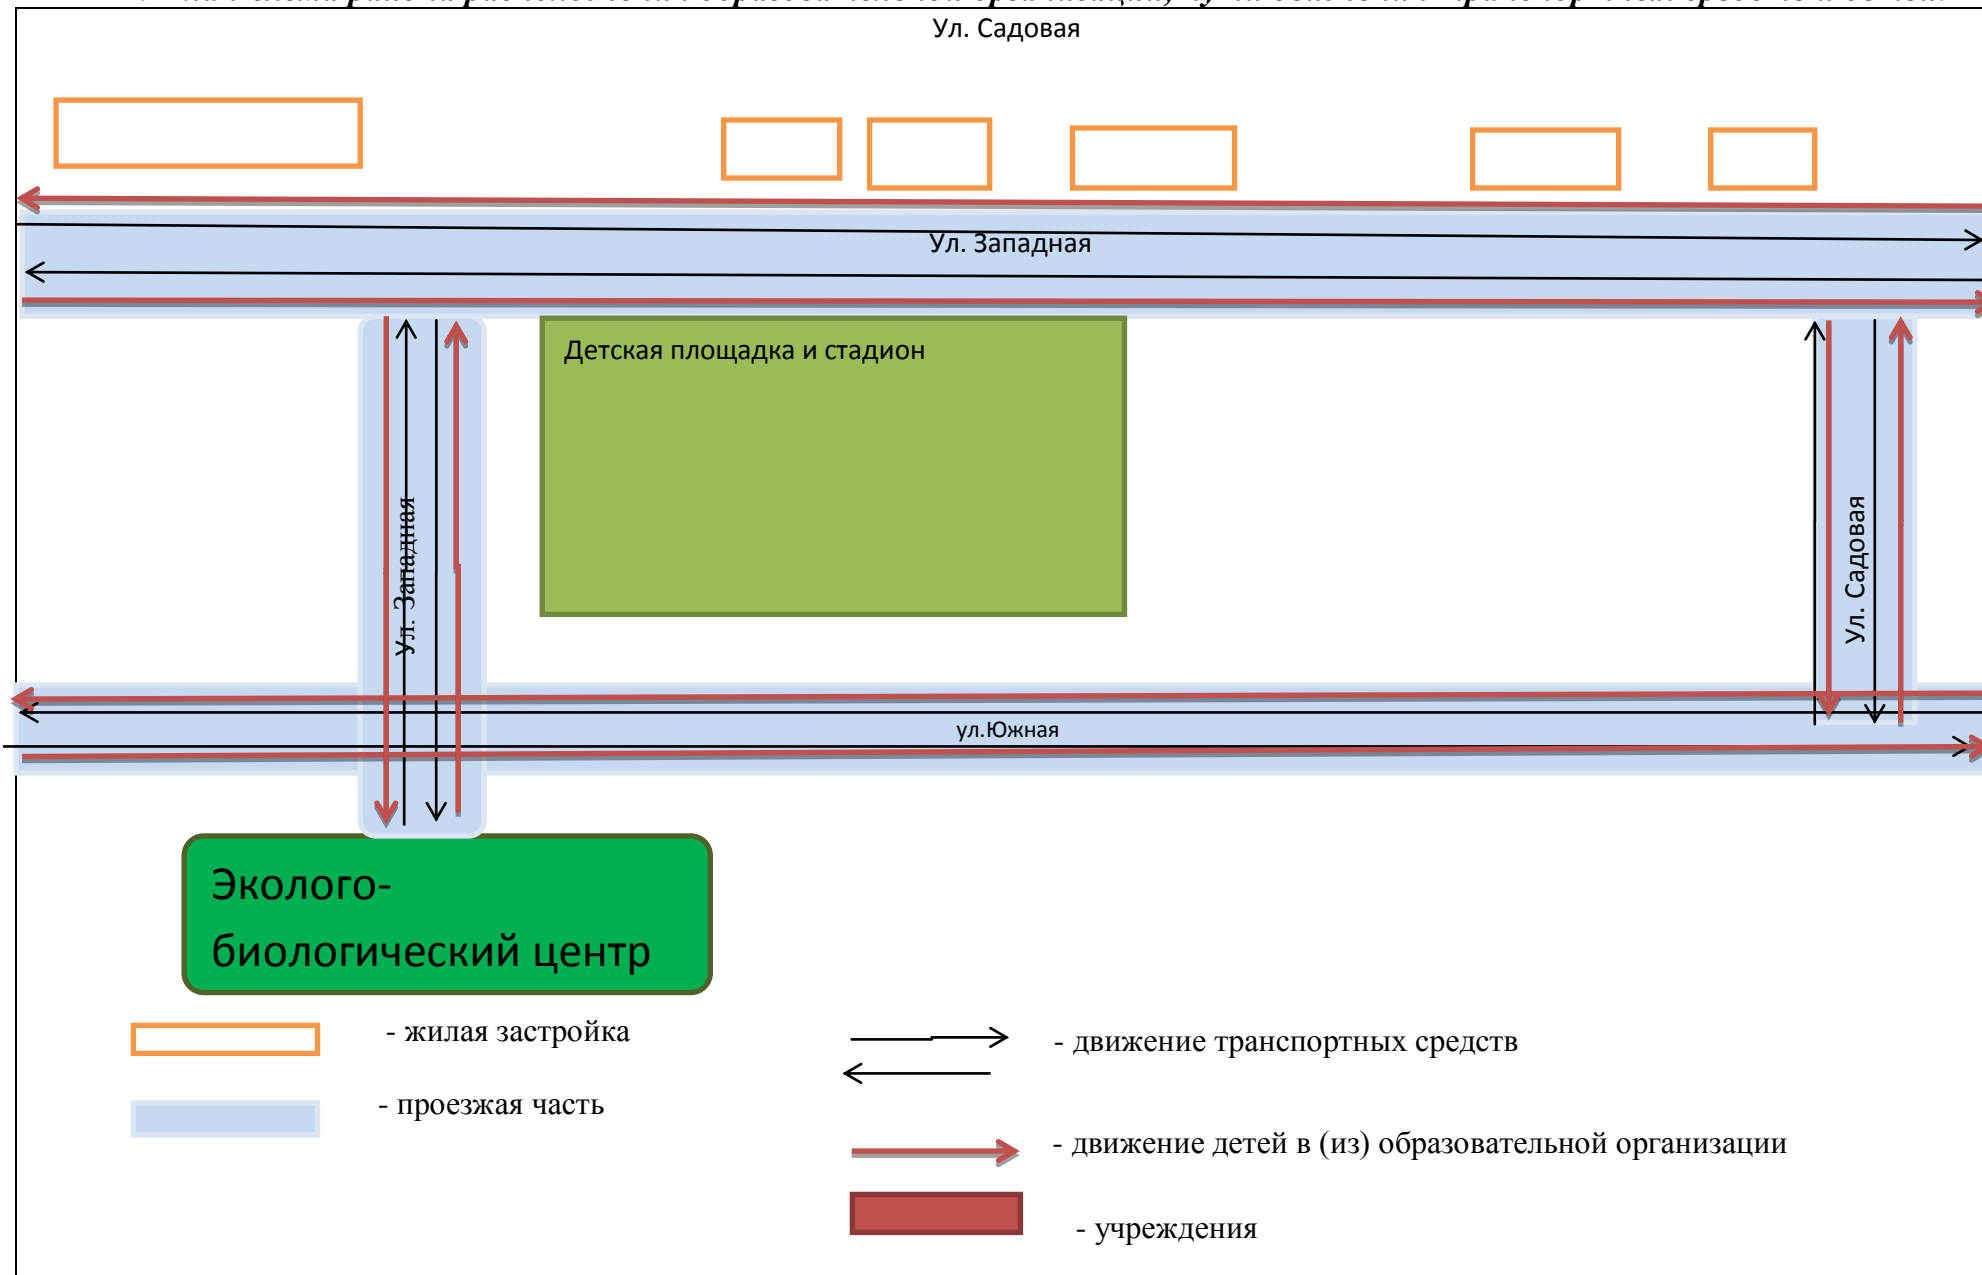 Ул. Садовая
Ул. Западная
Детская площадка и стадион
Ул. Западная
Ул. Садовая
ул.Южная
Эколого-
биологический центр
- жилая застройка
- движение транспортных средств
- проезжая часть
- движение детей в (из) образовательной организации
- учреждения